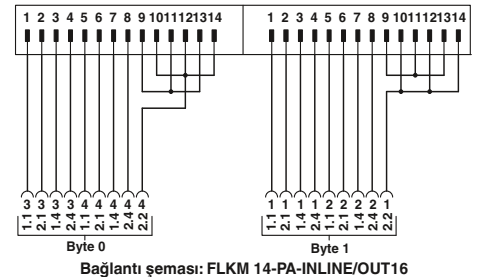 1 2 3 4 5 6 7 8 9 10 11 12 13 14 1 2 3 4 5 6 7 8 9 10 11 12 13 14
3 3 3 3 4 4 4 4 4 1 1 1 1 2 2 2 2 1
1.1 2.1 1.4 2.4 1.1 2.1 1.4 2.4 2.2 1.1 2.1 1.4 2.4 1.1 2.1 1.4 2.4 2.2
Byte 0 Byte 1
Bağlantı şeması: FLKM 14-PA-INLINE/OUT16